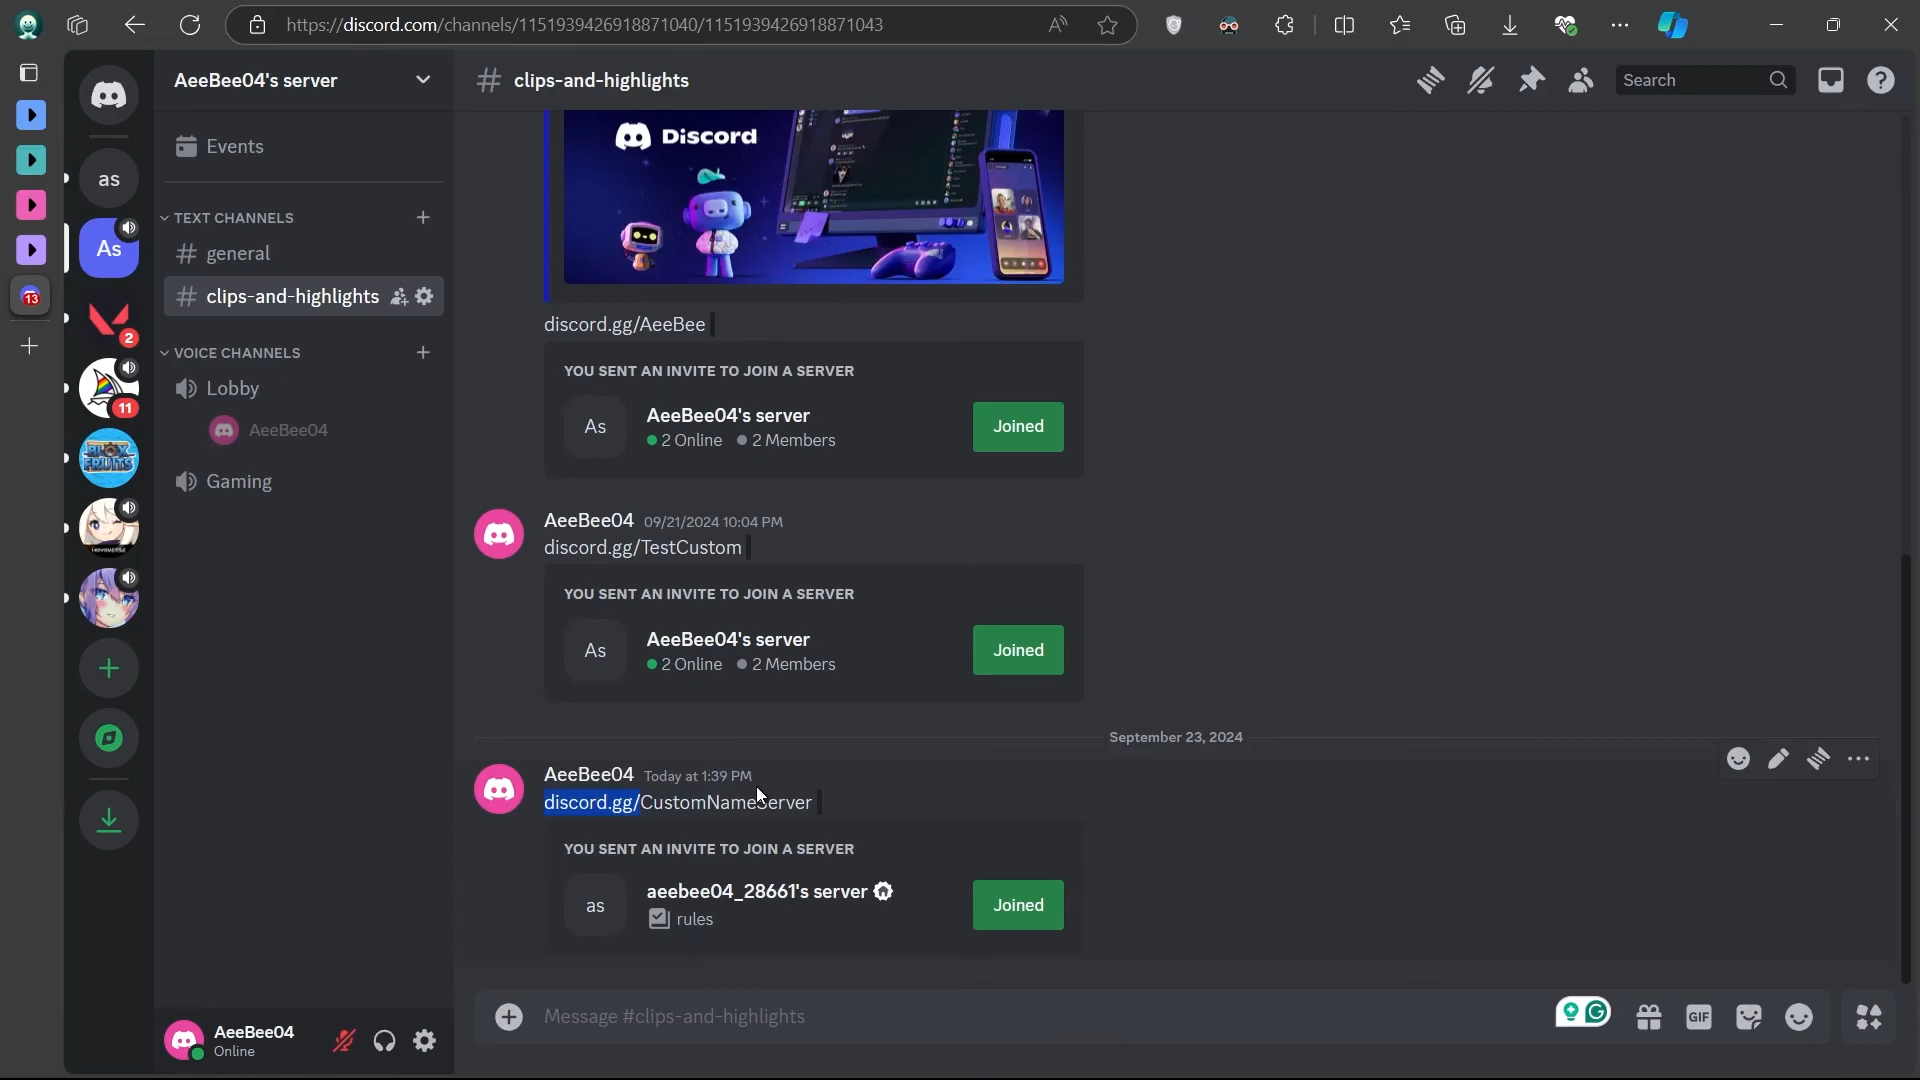 https://discord.com/channels/1151939426918871040/1151939426918871043
AeeBee04's server
# clips-and-highlights
Search
Events
TEXT CHANNELS
# general
# clips-and-highlights
VOICE CHANNELS
Lobby
AeeBee04
Gaming
as
As
2
11
BLOX
FRUITS
HOYOVERSE
13
Discord
discord.gg/AeeBee
YOU SENT AN INVITE TO JOIN A SERVER
As
AeeBee04's server
2 Online 2 Members
Joined
AeeBee04 09/21/2024 10:04 PM
discord.gg/TestCustom
YOU SENT AN INVITE TO JOIN A SERVER
As
AeeBee04's server
2 Online 2 Members
Joined
September 23, 2024
AeeBee04 Today at 1:39 PM
discord.gg/CustomNameServer
YOU SENT AN INVITE TO JOIN A SERVER
as
aeebee04_28661's server
rules
Joined
Message #clips-and-highlights
GIF
AeeBee04
Online